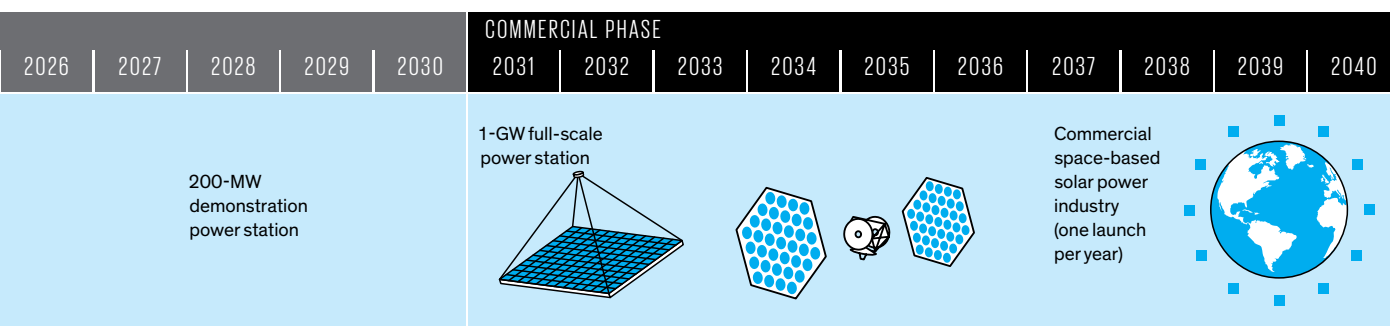 COMMERCIAL PHASE
2026 2027 2028 2029 2030 2031 2032 2033 2034 2035 2036 2037 2038 2039 2040
200-MW
demonstration
power station
1-GW full-scale
power station
Commercial
space-based
solar power
industry
(one launch
per year)